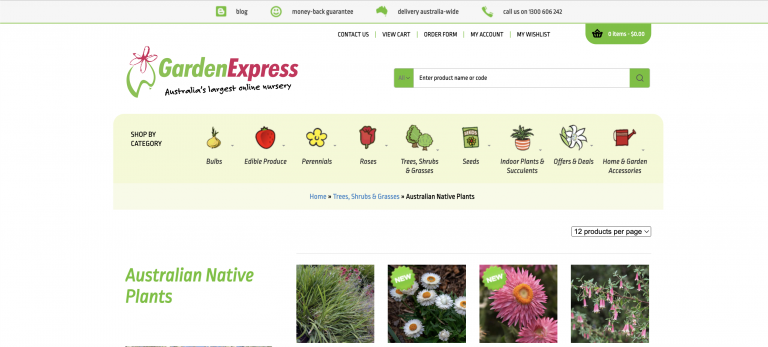 blog
money-back guarantee
delivery australia-wide
call us on 1300 606 242
CONTACT US | VIEW CART | ORDER FORM | MY ACCOUNT | MY WISHLIST
0 items - $0.00
GardenExpress
Australia's largest online nursery
All
Enter product name or code
SHOP BY
CATEGORY
Bulbs
Edible Produce
Perennials
Roses
Trees, Shrubs
& Grasses
Seeds
Indoor Plants &
Succulents
Offers & Deals
Home & Garden
Accessories
Home » Trees, Shrubs & Grasses » Australian Native Plants
12 products per page
Australian Native
Plants
NEW
NEW